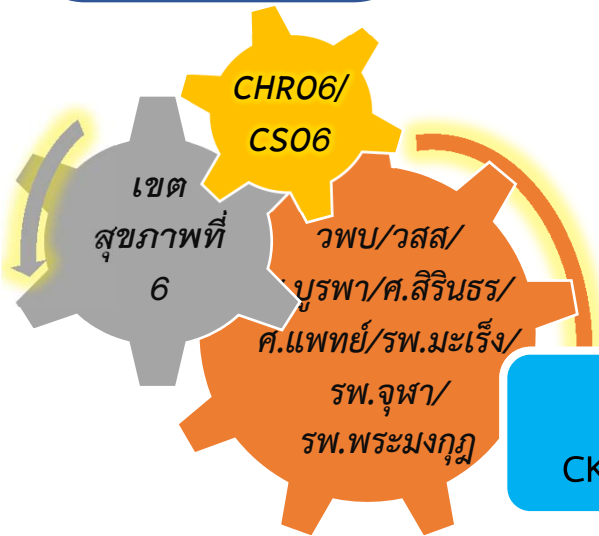 CHRO6/
CSO6
เขต
สุขภาพที่
6
วพบ/วสส/
.บูรพา/ศ.สิรินธร/
ศ.แพทย์/รพ.มะเร็ง/
รพ.จุฬา/
รพ.พระมงกุฎ